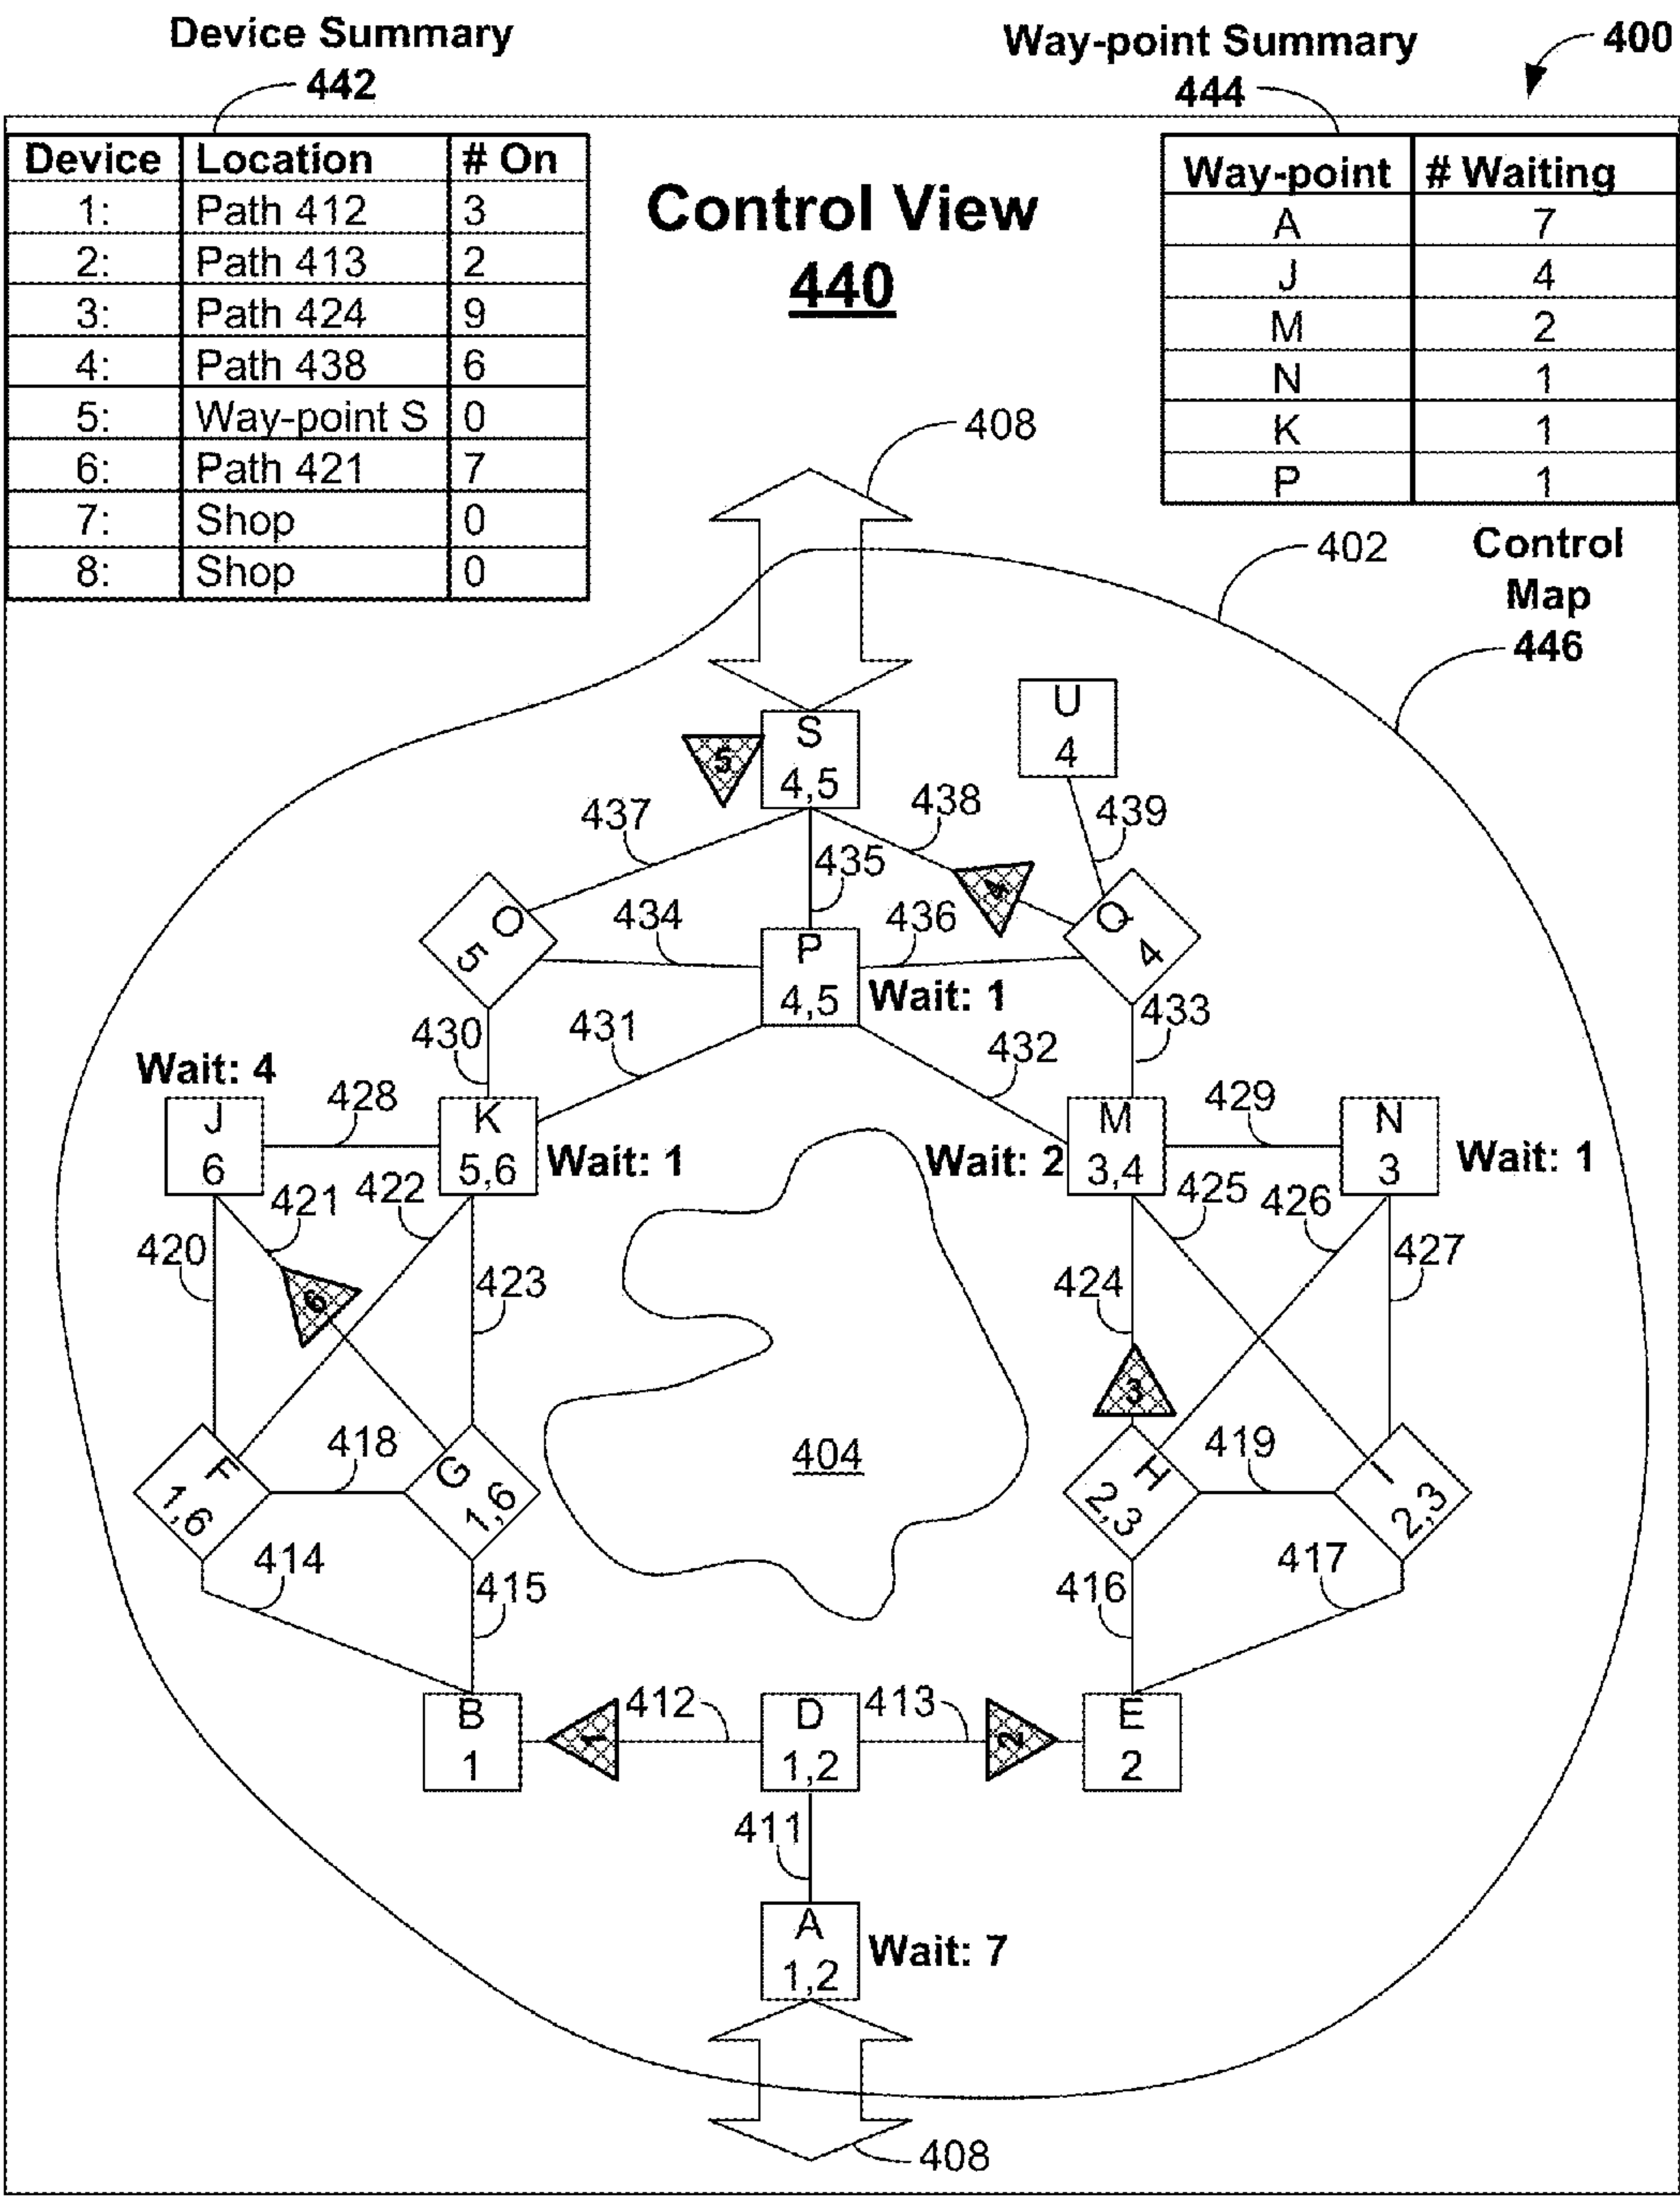 Device Summary
442
Way-point Summary
444
400
Device Location # On
1: Path 412 3
2: Path 413 2
3: Path 424 9
4: Path 438 6
5: Way-point S 0
6: Path 421 7
7: Shop 0
8: Shop 0
Control View
440
Way-point # Waiting
A 7
J 4
M 2
N 1
K 1
P 1
408
402
Control
Map
446
S
4,5
5
U
4
437
438
439
435
4
O
5
434
436
Q
4
P
4,5
Wait: 1
430
431
432
433
Wait: 4
J
6
428
K
5,6
Wait: 1
Wait: 2
M
3,4
429
N
3
Wait: 1
421
422
425
426
420
423
424
427
6
3
404
F
1,6
418
G
1,6
H
2,3
419
I
2,3
414
415
416
417
B
1
1
412
D
1,2
413
2
E
2
411
A
1,2
Wait: 7
408